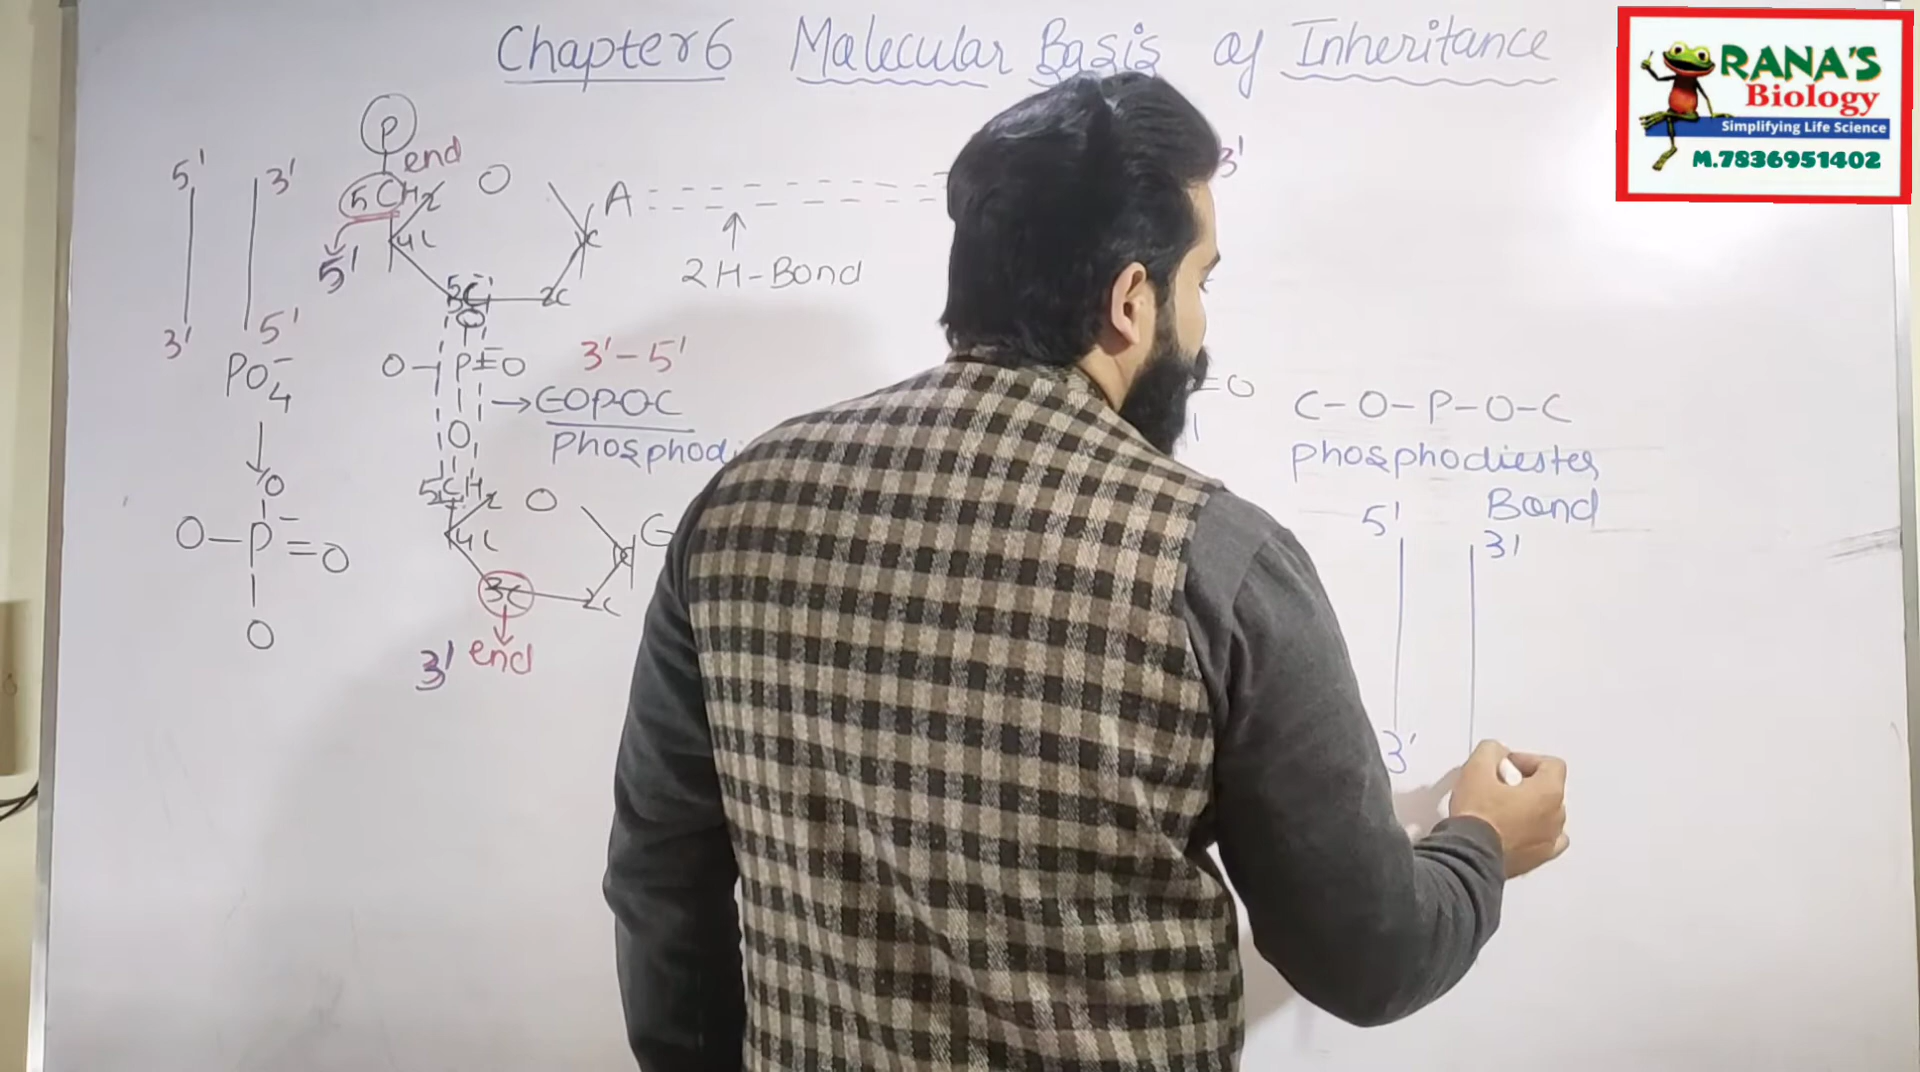 Chapter 6 Molecular Basis of Inheritance
RANA'S
Biology
Simplifying Life Science
M.7836951402
5' 3'
3' 5'
P
end
5CH2 O
4C
5'
3C 2C C
A
2H-Bond
3'
O-P=O
3'-5'
COPOC
Phosphodi
O
5CH2 O
4C
3C 2C C
G
3' end
PO4-
O
O-P=O
O
=O
C-O-P-O-C
Phosphodiester
Bond
5' 3'
3'